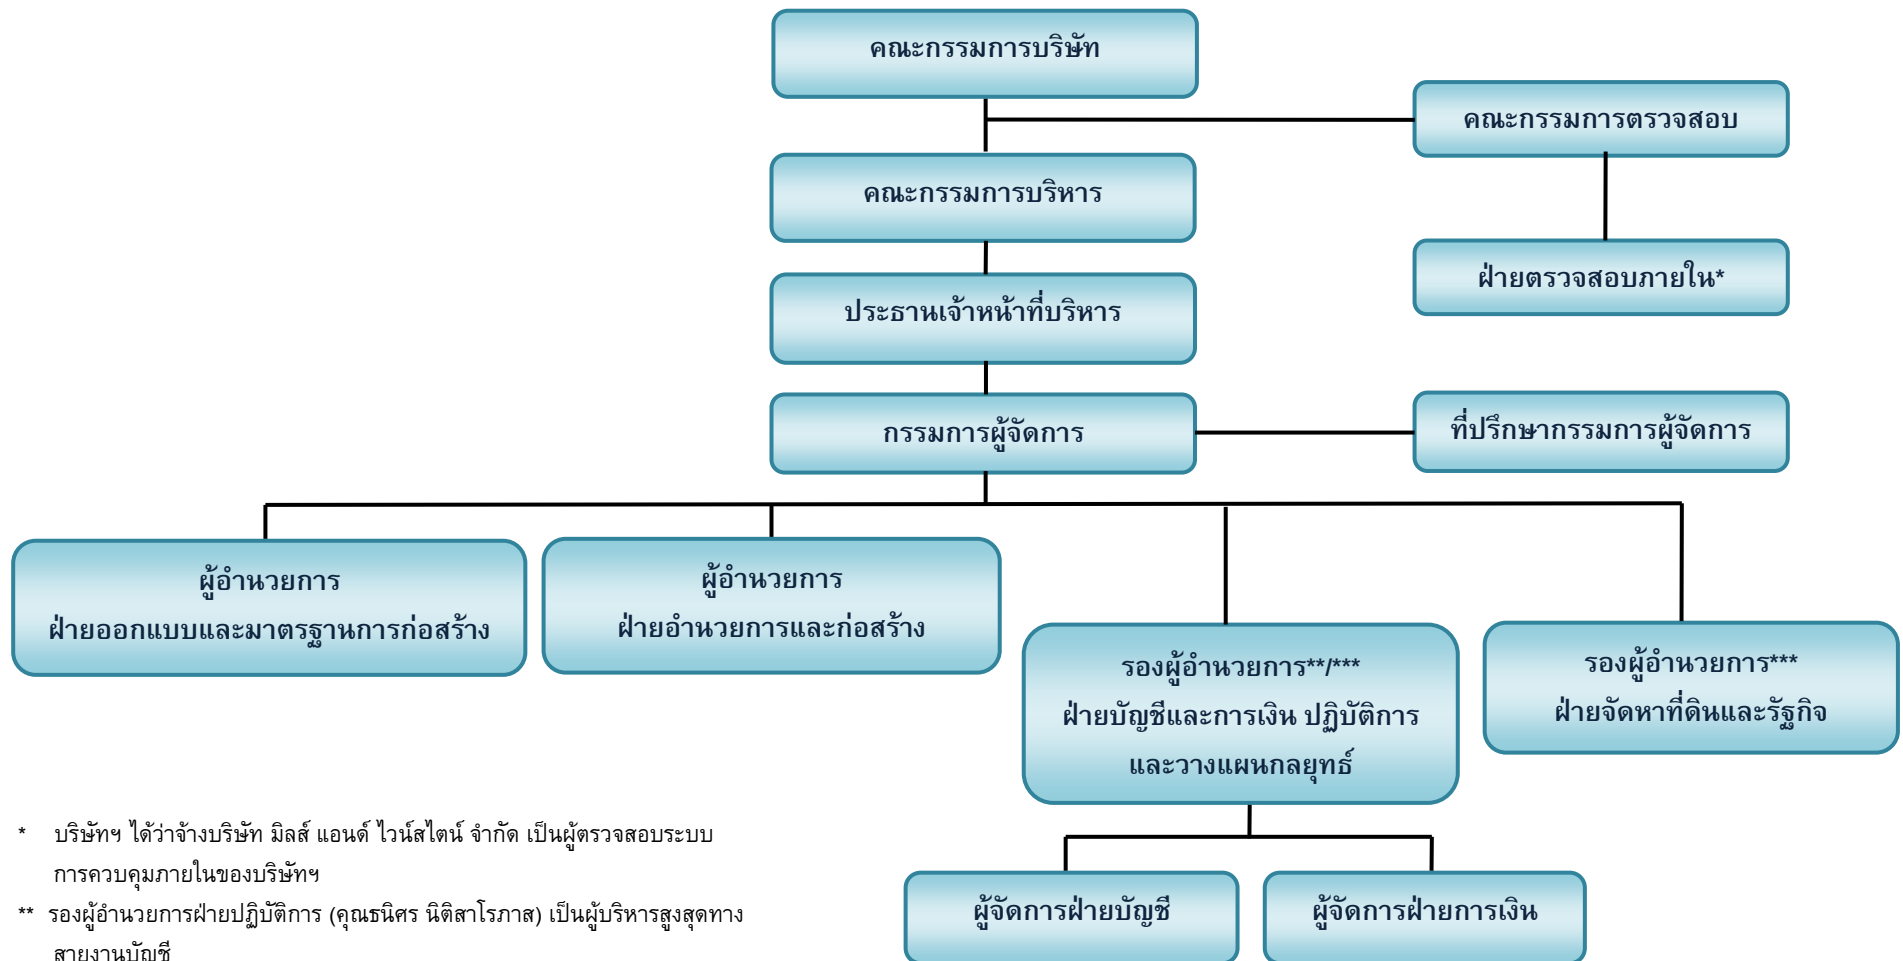 คณะกรรมการบริษัท
คณะกรรมการตรวจสอบ
คณะกรรมการบริหาร
ฝ่ายตรวจสอบภายใน*
ประธานเจ้าหน้าที่บริหาร
กรรมการผู้จัดการ
ที่ปรึกษากรรมการผู้จัดการ
ผู้อำนวยการ
ฝ่ายออกแบบและมาตรฐานการก่อสร้าง
ผู้อำนวยการ
ฝ่ายอำนวยการและก่อสร้าง
รองผู้อำนวยการ**/***
ฝ่ายบัญชีและการเงิน ปฏิบัติการ
และวางแผนกลยุทธ์
รองผู้อำนวยการ***
ฝ่ายจัดหาที่ดินและรัฐกิจ
ผู้จัดการฝ่ายบัญชี
ผู้จัดการฝ่ายการเงิน
* บริษัทฯ ได้ว่าจ้างบริษัท มิลส์ แอนด์ ไวน์สไตน์ จำกัด เป็นผู้ตรวจสอบระบบ
การควบคุมภายในของบริษัทฯ
** รองผู้อำนวยการฝ่ายปฏิบัติการ (คุณธนิศร นิติสาโรภาส) เป็นผู้บริหารสูงสุดทาง
สายงานบัญชี